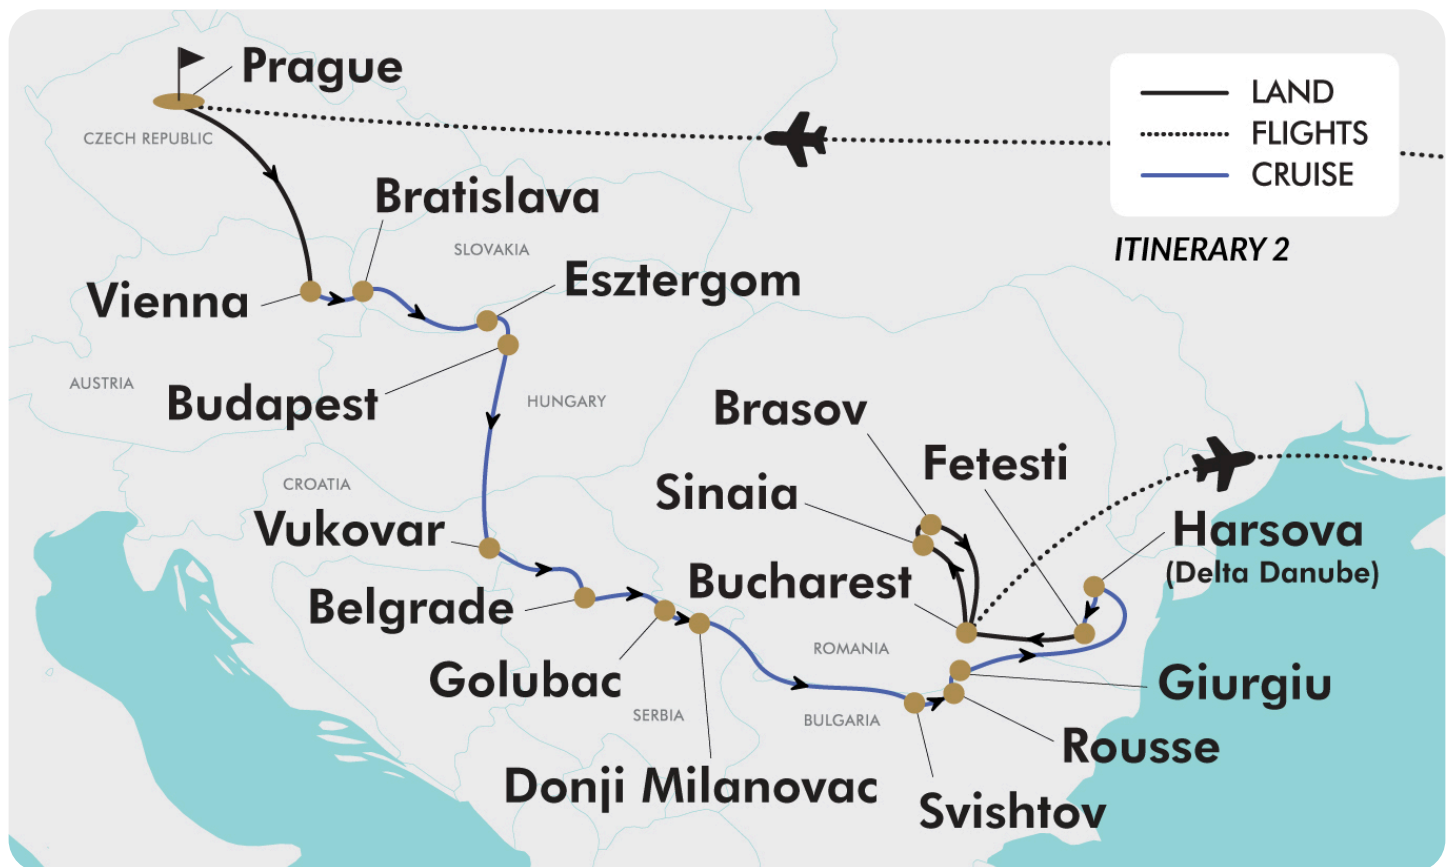 Prague
CZECH REPUBLIC
LAND
FLIGHTS
CRUISE
ITINERARY 2
Bratislava
SLOVAKIA
Esztergom
Vienna
AUSTRIA
Budapest
HUNGARY
Brasov
Fetesti
Sinaia
CROATIA
Vukovar
Harsova
(Delta Danube)
Bucharest
Belgrade
ROMANIA
Golubac
Giurgiu
SERBIA
BULGARIA
Rousse
Donji Milanovac
Svishtov